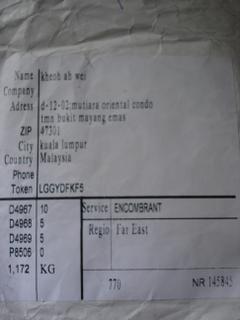 Name kheoh ah wei
Company
Adress d-12-02;mutiara oriental condo
tmn bukit mayang emas
ZIP 47301
City kuala lumpur
Country Malaysia
Phone
Token LGGYDFKF5
D4967 10 Service ENCOMBRANT
D4968 5
D4969 5 Regio Far East
P8506 0
1,172 KG
770 NR 145845